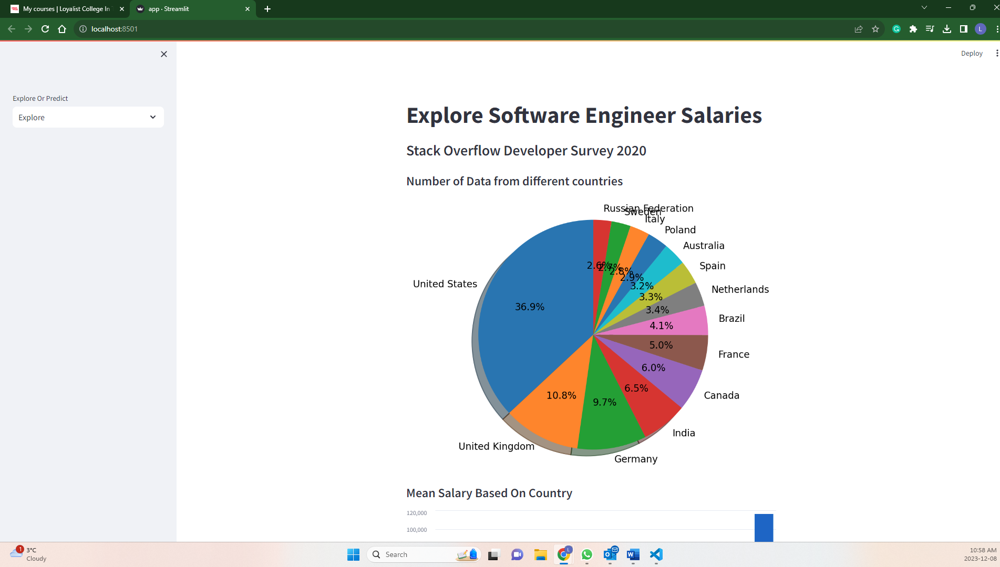 My courses | Loyalist College In
app · Streamlit
localhost:8501
G
L
Deploy
Explore Or Predict
Explore
Explore Software Engineer Salaries
Stack Overflow Developer Survey 2020
Number of Data from different countries
Russian Federation
Sweden
Italy
Poland
Australia
Spain
Netherlands
Brazil
France
Canada
India
Germany
United Kingdom
United States
2.6%
2.7%
2.8%
2.9%
3.2%
3.3%
3.4%
4.1%
5.0%
6.0%
6.5%
9.7%
10.8%
36.9%
Mean Salary Based On Country
120,000
100,000
1
3°C
Cloudy
Search
L
W
10:58 AM
2023-12-08